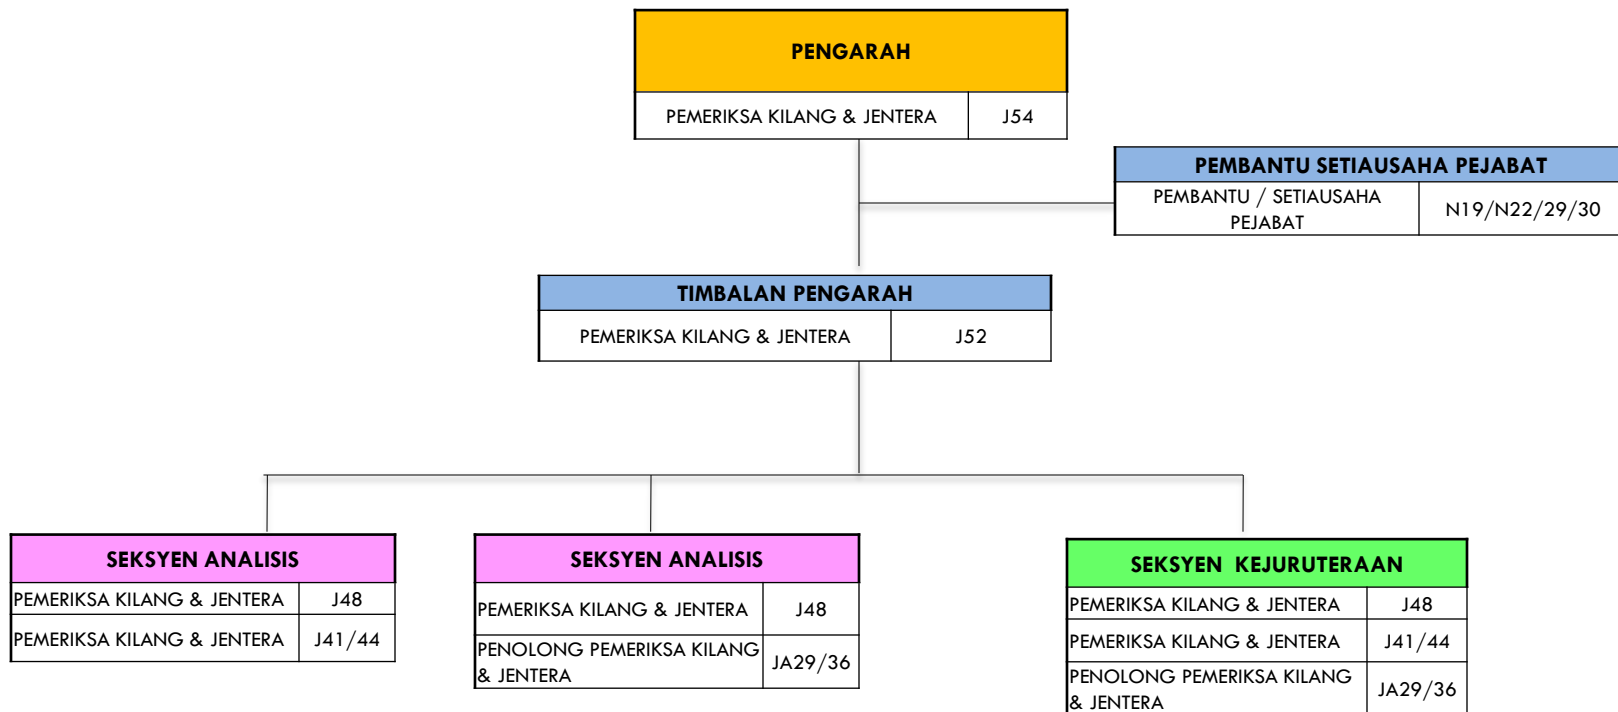 PENGARAH
PEMERIKSA KILANG & JENTERA J54
PEMBANTU SETIAUSAHA PEJABAT
PEMBANTU / SETIAUSAHA
PEJABAT
N19/N22/29/30
TIMBALAN PENGARAH
PEMERIKSA KILANG & JENTERA J52
SEKSYEN ANALISIS
PEMERIKSA KILANG & JENTERA J48
PEMERIKSA KILANG & JENTERA J41/44
SEKSYEN ANALISIS
PEMERIKSA KILANG & JENTERA J48
PENOLONG PEMERIKSA KILANG
& JENTERA
JA29/36
SEKSYEN KEJURUTERAAN
PEMERIKSA KILANG & JENTERA J48
PEMERIKSA KILANG & JENTERA J41/44
PENOLONG PEMERIKSA KILANG
& JENTERA
JA29/36